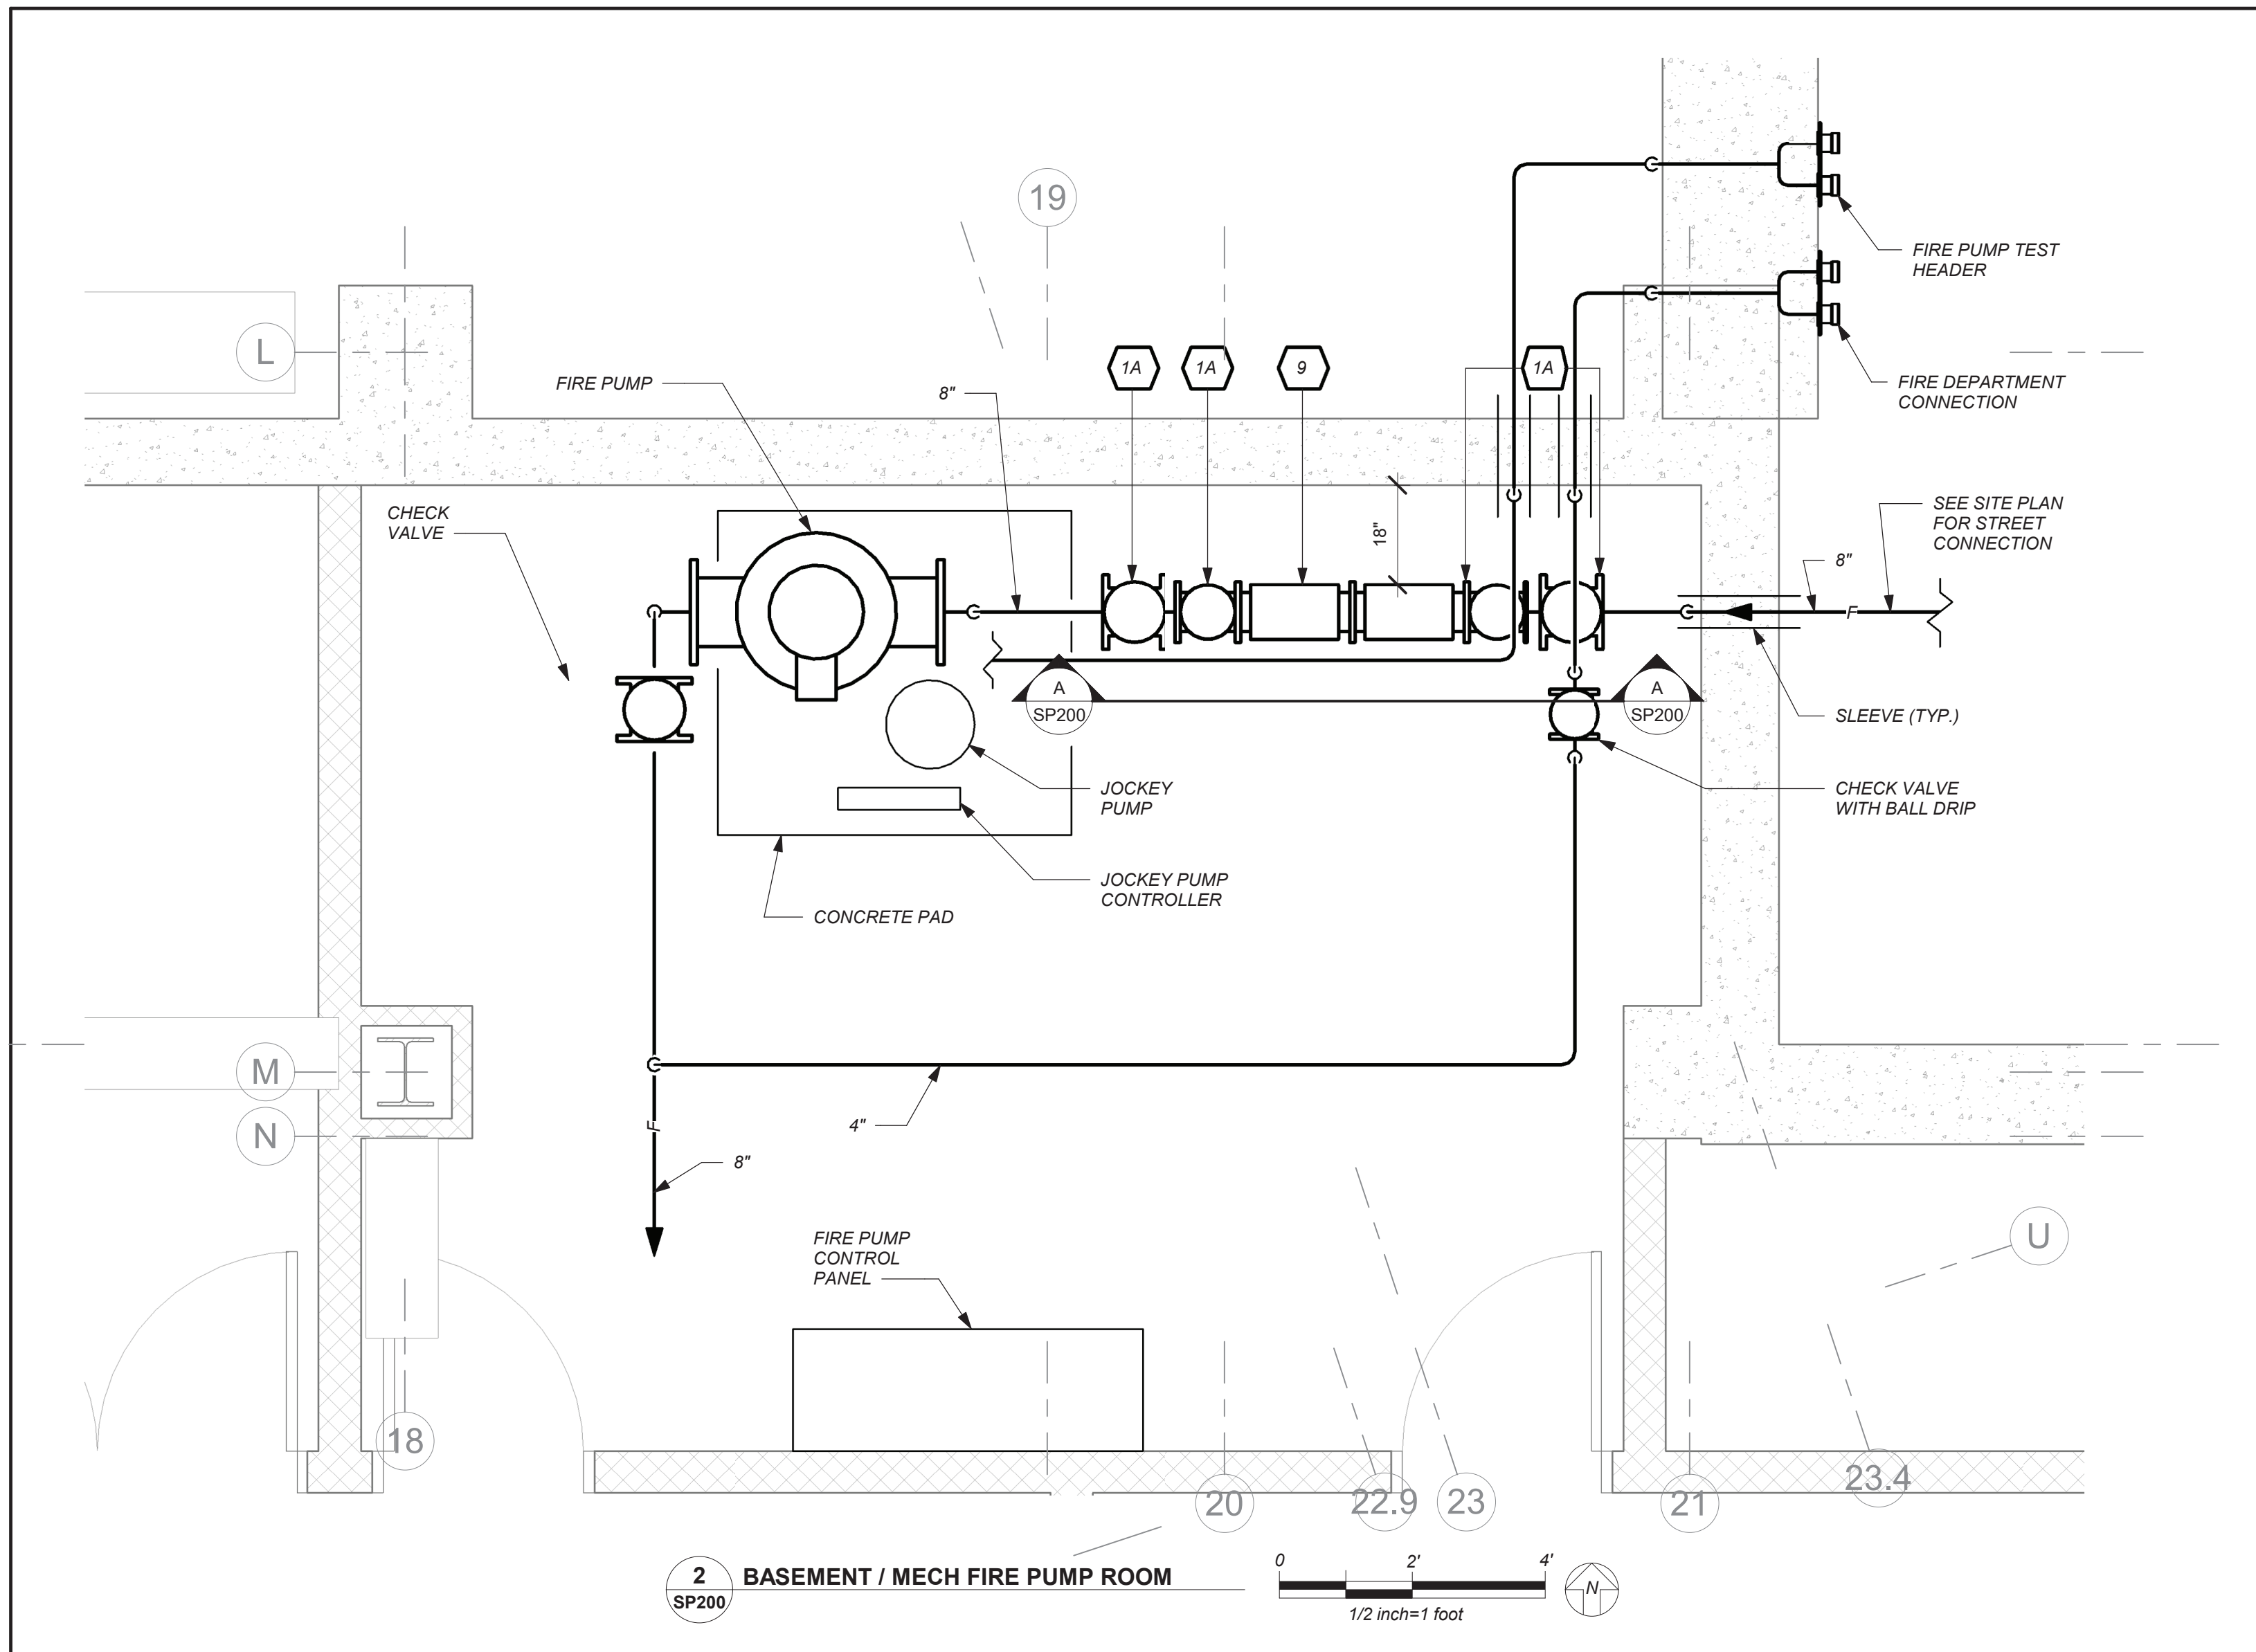 19
FIRE PUMP TEST
HEADER
L
FIRE PUMP
8"
1A
1A
9
1A
FIRE DEPARTMENT
CONNECTION
CHECK
VALVE
18"
SEE SITE PLAN
FOR STREET
CONNECTION
8"
F
A
SP200
A
SP200
SLEEVE (TYP.)
JOCKEY
PUMP
CHECK VALVE
WITH BALL DRIP
JOCKEY PUMP
CONTROLLER
CONCRETE PAD
M
N
F
4"
8"
FIRE PUMP
CONTROL
PANEL
U
18
20
22.9
23
21
23.4
2
SP200
BASEMENT / MECH FIRE PUMP ROOM
0
2'
4'
1/2 inch=1 foot
N